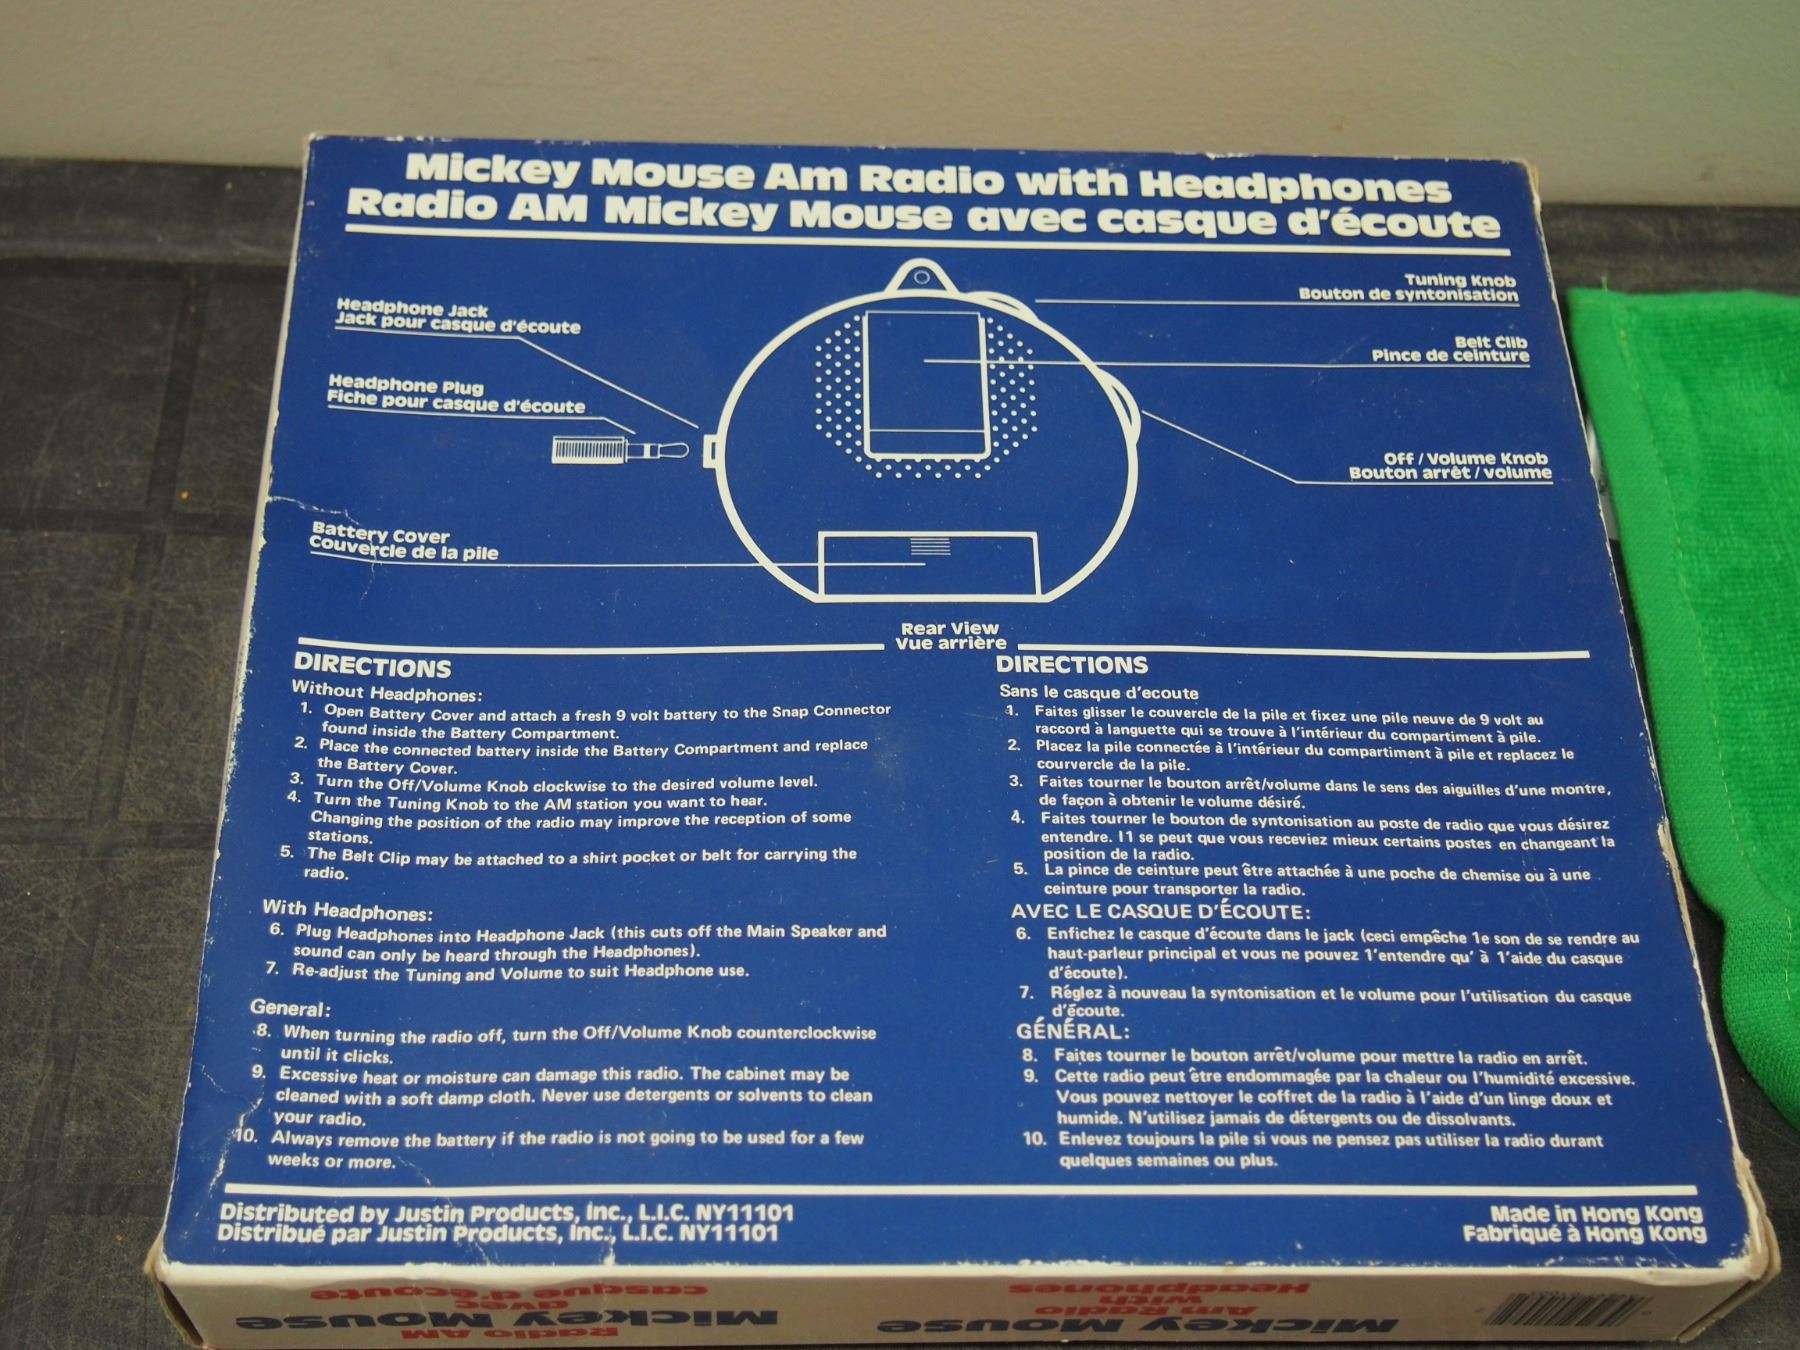 Mickey Mouse Am Radio with Headphones
Radio AM Mickey Mouse avec casque d'écoute
Headphone Jack
Jack pour casque d'écoute
Headphone Plug
Fiche pour casque d'écoute
Battery Cover
Couvercle de la pile
Tuning Knob
Bouton de syntonisation
Belt Clib
Pince de ceinture
Off / Volume Knob
Bouton arrêt / volume
Rear View
Vue arrière
DIRECTIONS
Without Headphones:
1. Open Battery Cover and attach a fresh 9 volt battery to the Snap Connector
found inside the Battery Compartment.
2. Place the connected battery inside the Battery Compartment and replace
the Battery Cover.
3. Turn the Off/Volume Knob clockwise to the desired volume level.
4. Turn the Tuning Knob to the AM station you want to hear.
Changing the position of the radio may improve the reception of some
stations.
5. The Belt Clip may be attached to a shirt pocket or belt for carrying the
radio.
With Headphones:
6. Plug Headphones into Headphone Jack (this cuts off the Main Speaker and
sound can only be heard through the Headphones).
7. Re-adjust the Tuning and Volume to suit Headphone use.
General:
8. When turning the radio off, turn the Off/Volume Knob counterclockwise
until it clicks.
9. Excessive heat or moisture can damage this radio. The cabinet may be
cleaned with a soft damp cloth. Never use detergents or solvents to clean
your radio.
10. Always remove the battery if the radio is not going to be used for a few
weeks or more.
DIRECTIONS
Sans le casque d'ecoute
1. Faites glisser le couvercle de la pile et fixez une pile neuve de 9 volt au
raccord à languette qui se trouve à l'intérieur du compartiment à pile.
2. Placez la pile connectée à l'intérieur du compartiment à pile et replacez le
courvercle de la pile.
3. Faites tourner le bouton arrêt/volume dans le sens des aiguilles d'une montre,
de façon à obtenir le volume désiré.
4. Faites tourner le bouton de syntonisation au poste de radio que vous désirez
entendre. I1 se peut que vous receviez mieux certains postes en changeant la
position de la radio.
5. La pince de ceinture peut être attachée à une poche de chemise ou à une
ceinture pour transporter la radio.
AVEC LE CASQUE D'ÉCOUTE:
6. Enfichez le casque d'écoute dans le jack (ceci empêche 1e son de se rendre au
haut-parleur principal et vous ne pouvez 1'entendre qu' à 1'aide du casque
d'écoute).
7. Réglez à nouveau la syntonisation et le volume pour l'utilisation du casque
d'écoute.
GÉNÉRAL:
8. Faites tourner le bouton arrêt/volume pour mettre la radio en arrêt.
9. Cette radio peut être endommagée par la chaleur ou l'humidité excessive.
Vous pouvez nettoyer le coffret de la radio à l'aide d'un linge doux et
humide. N'utilisez jamais de détergents ou de dissolvants.
10. Enlevez toujours la pile si vous ne pensez pas utiliser la radio durant
quelques semaines ou plus.
Distributed by Justin Products, Inc., L.I.C. NY11101
Distribué par Justin Products, Inc., L.I.C. NY11101
Made in Hong Kong
Fabriqué à Hong Kong
Radio AM
Mickey Mouse
avec
casque d'écoute
Mickey Mouse
Am Radio
with
Headphones